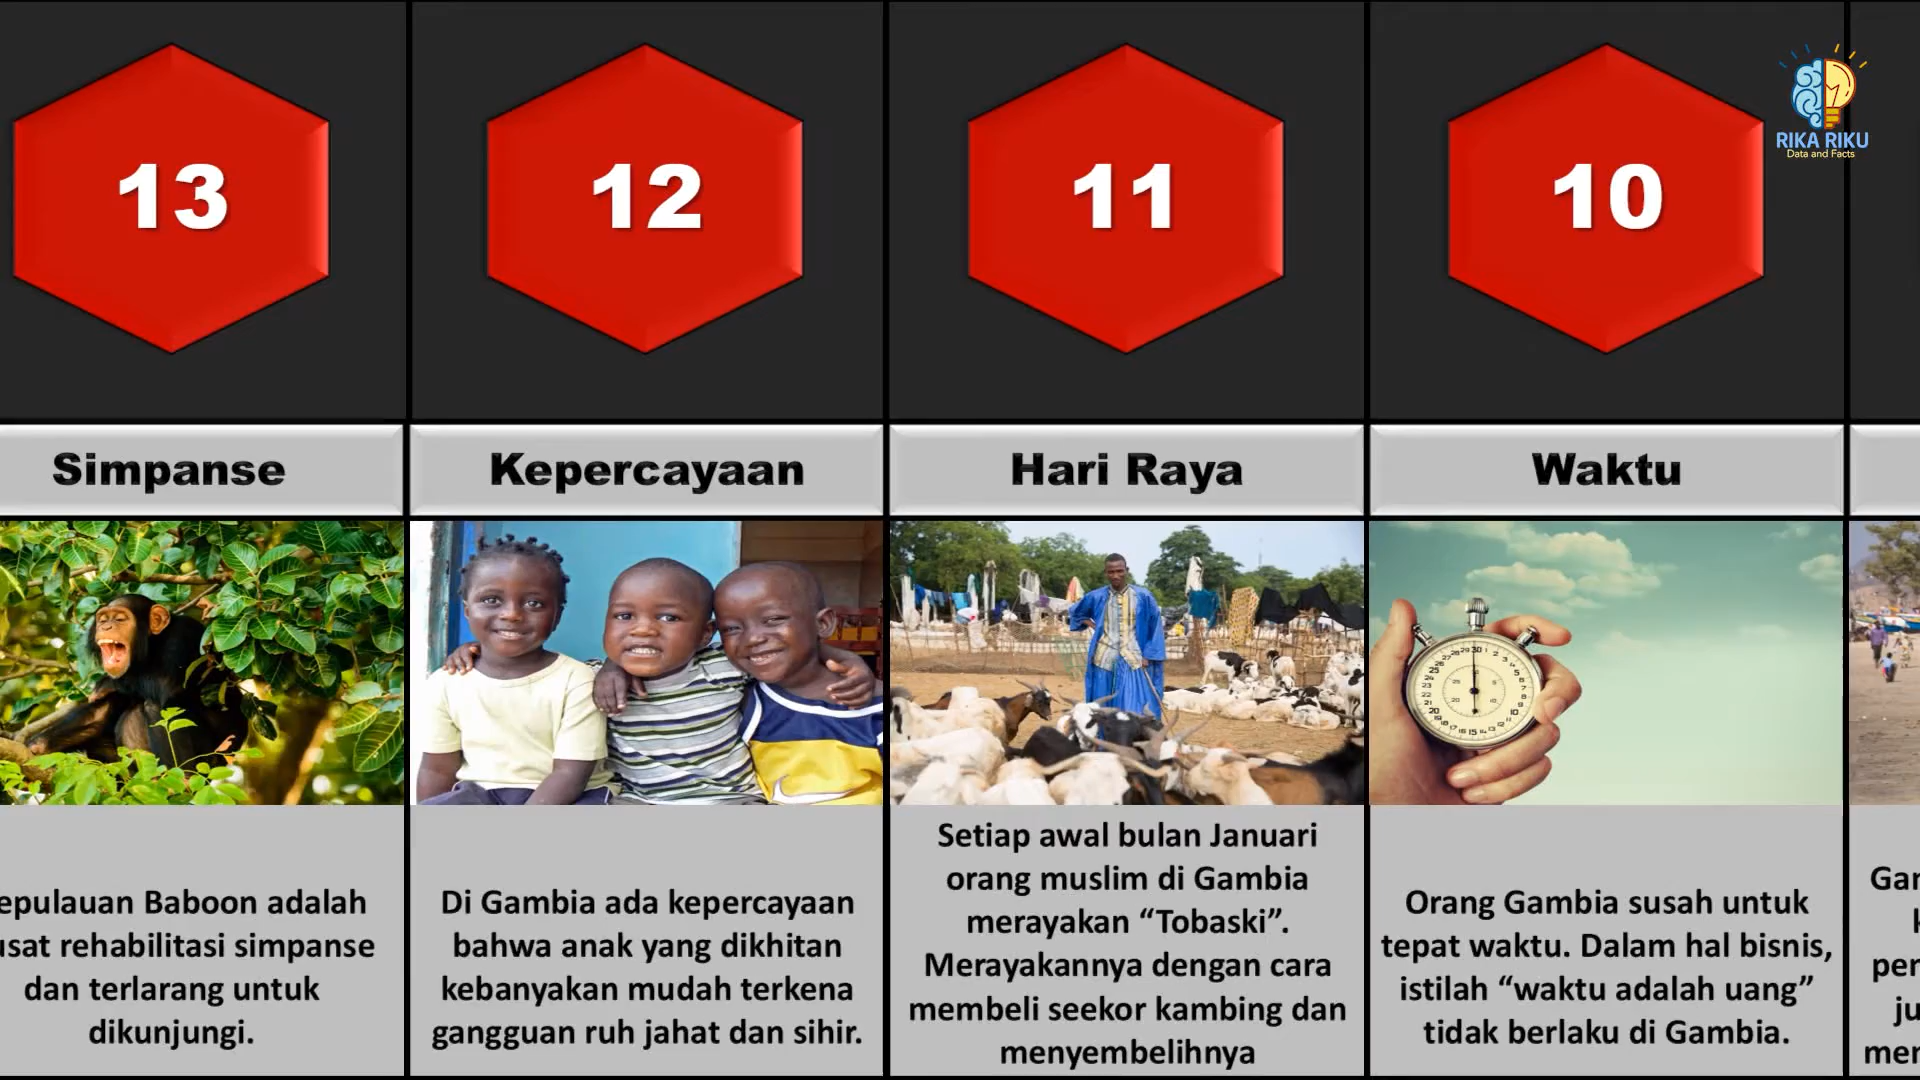 13
12
11
10
RIKA RIKU
Data and Facts
Simpanse
Kepercayaan
Hari Raya
Waktu
Baboon adalah
rehabilitasi simpanse
dan terlarang untuk
dikunjungi.
Di Gambia ada kepercayaan
bahwa anak yang dikhitan
kebanyakan mudah terkena
gangguan ruh jahat dan sihir.
Setiap awal bulan Januari
orang muslim di Gambia
merayakan “Tobaski”.
Merayakannya dengan cara
membeli seekor kambing dan
menyembelihnya
Orang Gambia susah untuk
tepat waktu. Dalam hal bisnis,
istilah “waktu adalah uang”
tidak berlaku di Gambia.